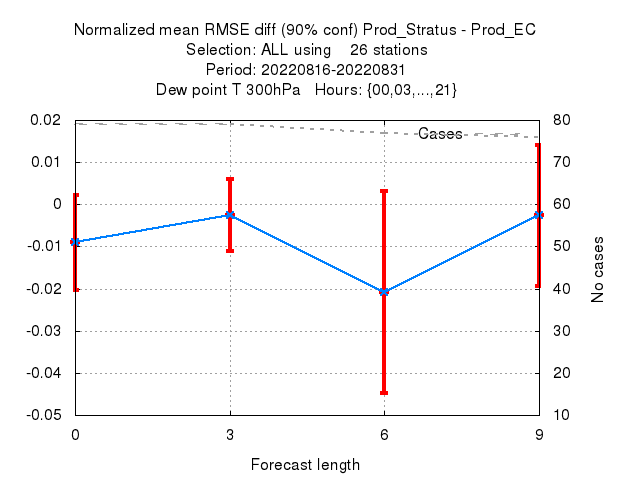 Normalized mean RMSE diff (90% conf) Prod_Stratus - Prod_EC
Selection: ALL using    26 stations
Period: 20220816-20220831
Dew point T 300hPa   Hours: {00,03,...,21}
0.02 80
Cases
0.01 70
0 60
-0.01 50
-0.02 40
-0.03 30
-0.04 20
-0.05 10
No cases
0 3 6 9
Forecast length